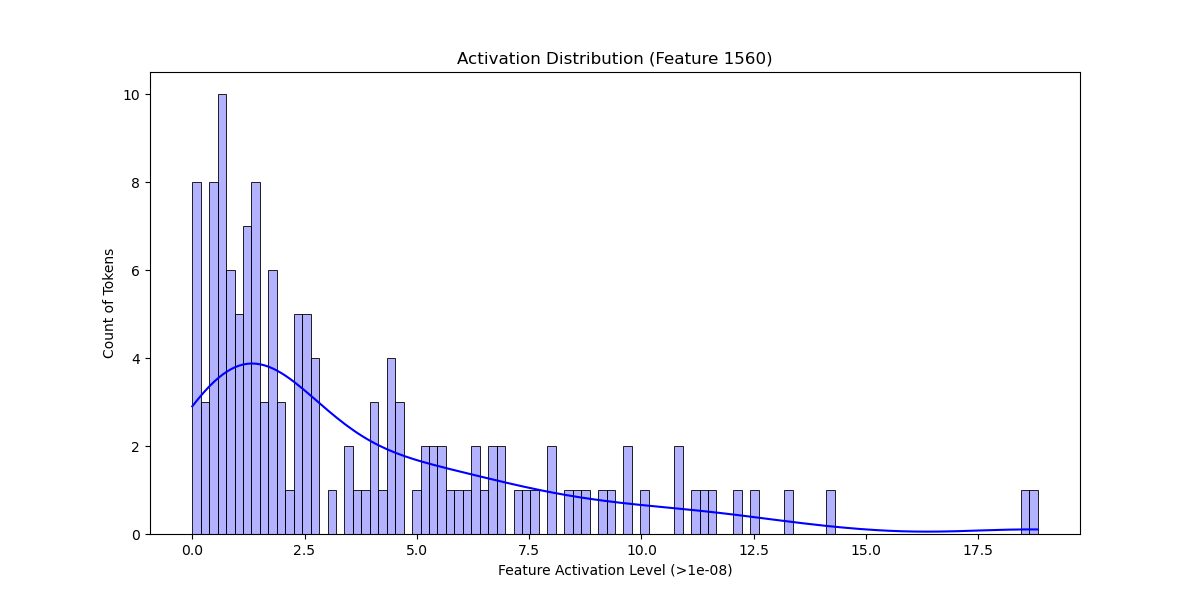 Activation Distribution (Feature 1560)
10
8
6
4
2
0
Count of Tokens
0.0 2.5 5.0 7.5 10.0 12.5 15.0 17.5
Feature Activation Level (>1e-08)